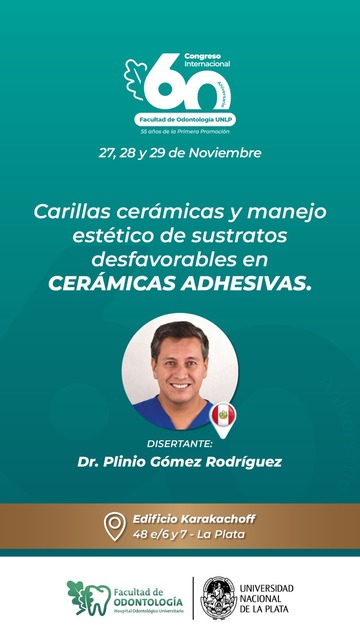 Congreso
Internacional
60
Facultad de Odontología UNLP
55 años de la Primera Promoción
27, 28 y 29 de Noviembre
Carillas cerámicas y manejo
estético de sustratos
desfavorables en
CERÁMICAS ADHESIVAS.
DISERTANTE:
Dr. Plinio Gómez Rodríguez
Edificio Karakachoff
48 e/6 y 7 - La Plata
Facultad de
ODONTOLOGÍA
Hospital Odontológico Universitario
UNIVERSIDAD
NACIONAL
DE LA PLATA